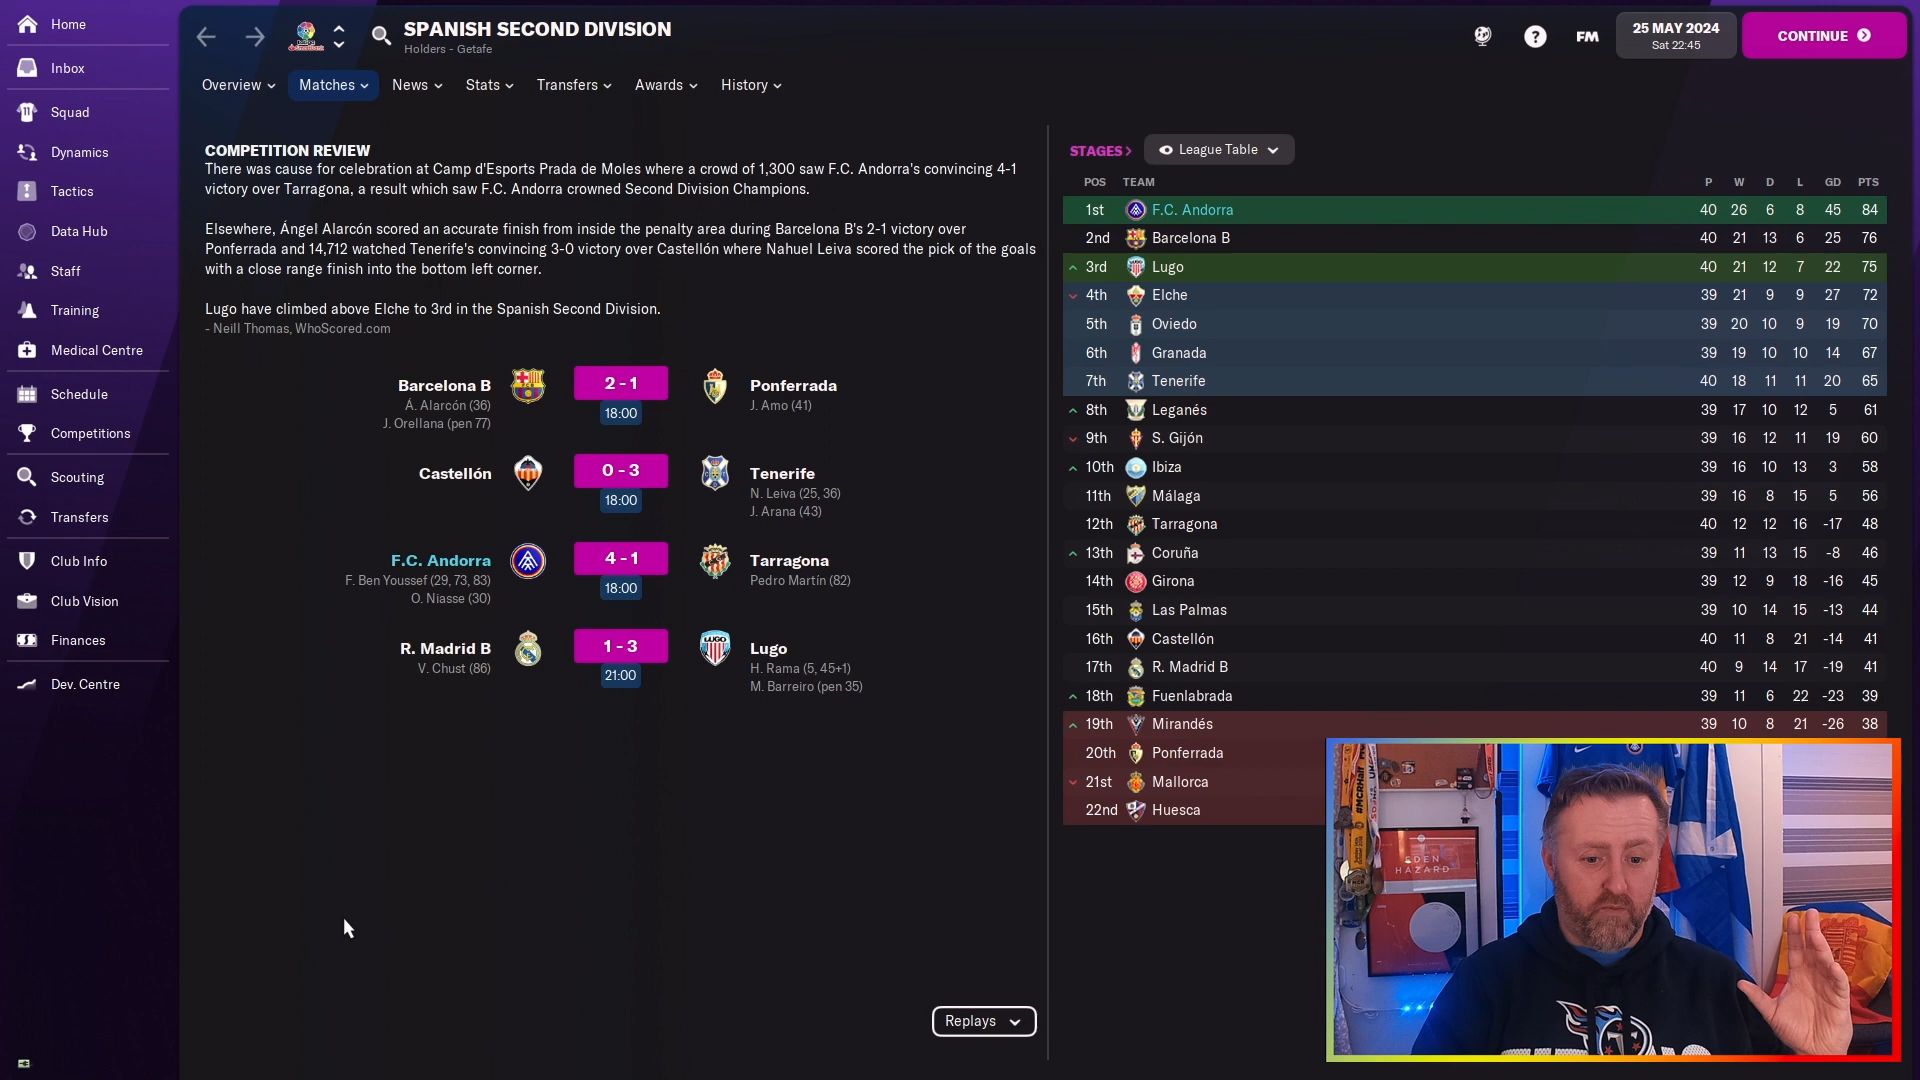 Home
Inbox
Squad
Dynamics
Tactics
Data Hub
Staff
Training
Medical Centre
Schedule
Competitions
Scouting
Transfers
Club Info
Club Vision
Finances
Dev. Centre
SPANISH SECOND DIVISION
Holders - Getafe
FM
25 MAY 2024
Sat 22:45
CONTINUE
Overview
Matches
News
Stats
Transfers
Awards
History
COMPETITION REVIEW
There was cause for celebration at Camp d'Esports Prada de Moles where a crowd of 1,300 saw F.C. Andorra's convincing 4-1
victory over Tarragona, a result which saw F.C. Andorra crowned Second Division Champions.
Elsewhere, Ángel Alarcón scored an accurate finish from inside the penalty area during Barcelona B's 2-1 victory over
Ponferrada and 14,712 watched Tenerife's convincing 3-0 victory over Castellón where Nahuel Leiva scored the pick of the goals
with a close range finish into the bottom left corner.
Lugo have climbed above Elche to 3rd in the Spanish Second Division.
- Neill Thomas, WhoScored.com
Barcelona B 2 - 1 Ponferrada
Á. Alarcón (36) 18:00 J. Amo (41)
J. Orellana (pen 77)
Castellón 0 - 3 Tenerife
18:00 N. Leiva (25, 36)
J. Arana (43)
F.C. Andorra 4 - 1 Tarragona
F. Ben Youssef (29, 73, 83) 18:00 Pedro Martín (82)
O. Niasse (30)
R. Madrid B 1 - 3 LUGO Lugo
V. Chust (86) 21:00 H. Rama (5, 45+1)
M. Barreiro (pen 35)
Replays
STAGES> League Table
POS TEAM P W D L GD PTS
1st F.C. Andorra 40 26 6 8 45 84
2nd Barcelona B 40 21 13 6 25 76
3rd Lugo 40 21 12 7 22 75
4th Elche 39 21 9 9 27 72
5th Oviedo 39 20 10 9 19 70
6th Granada 39 19 10 10 14 67
7th Tenerife 40 18 11 11 20 65
8th Leganés 39 17 10 12 5 61
9th S. Gijón 39 16 12 11 19 60
10th Ibiza 39 16 10 13 3 58
11th Málaga 39 16 8 15 5 56
12th Tarragona 40 12 12 16 -17 48
13th Coruña 39 11 13 15 -8 46
14th Girona 39 12 9 18 -16 45
15th Las Palmas 39 10 14 15 -13 44
16th Castellón 40 11 8 21 -14 41
17th R. Madrid B 40 9 14 17 -19 41
18th Fuenlabrada 39 11 6 22 -23 39
19th Mirandés 39 10 8 21 -26 38
20th Ponferrada
21st Mallorca
22nd Huesca
EDEN
HAZARD